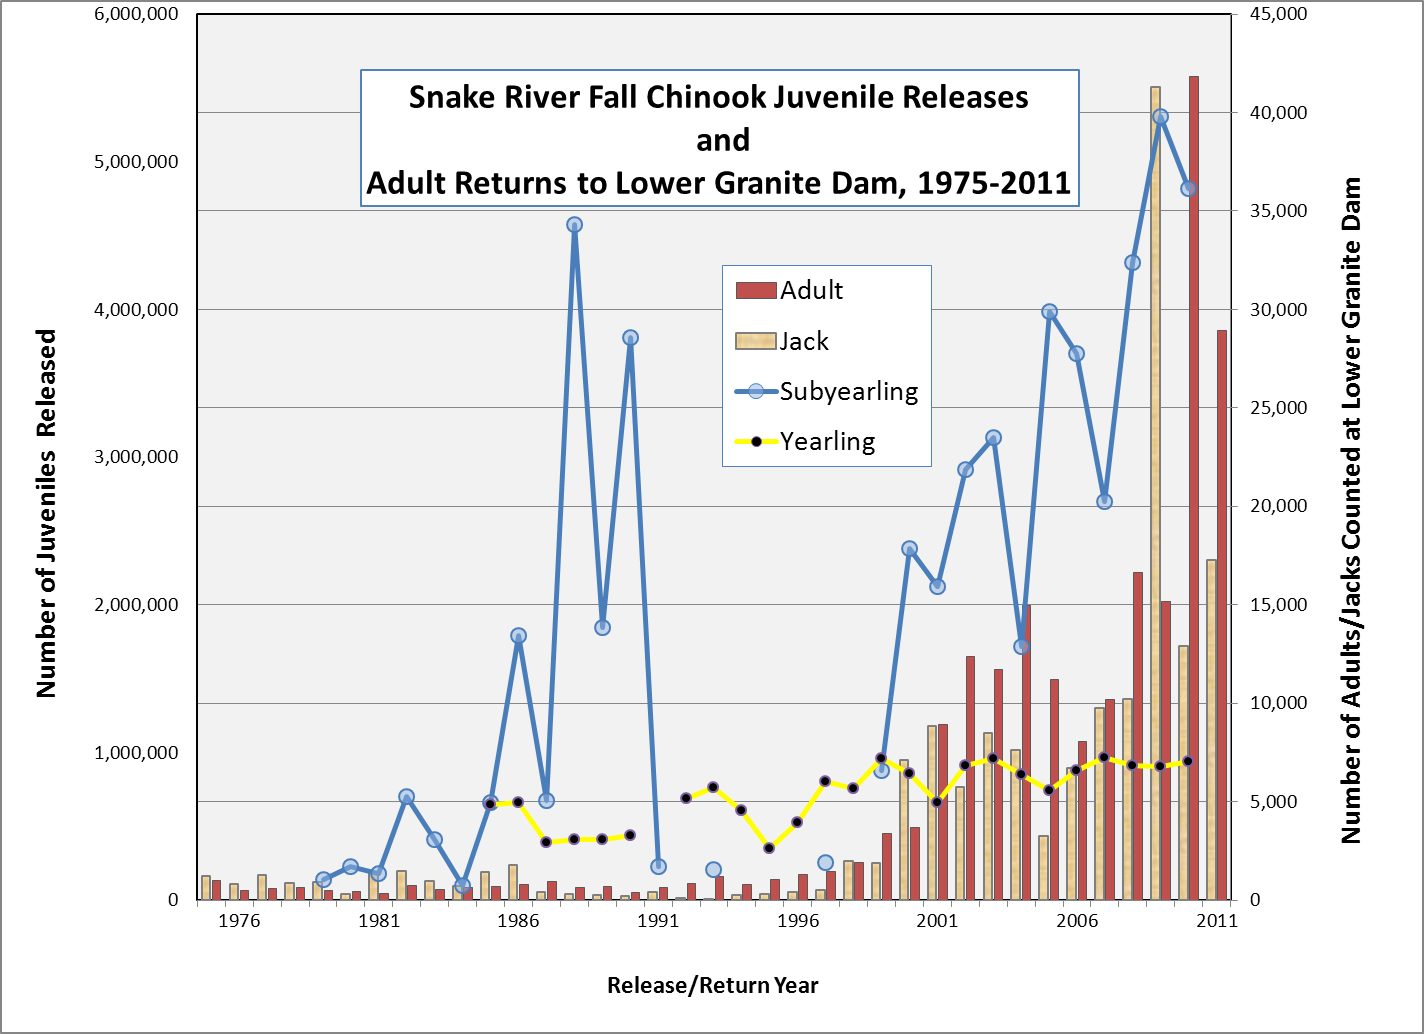 Snake River Fall Chinook Juvenile Releases
and
Adult Returns to Lower Granite Dam, 1975-2011
Number of Juveniles Released
6,000,000
5,000,000
4,000,000
3,000,000
2,000,000
1,000,000
0
Adult
Jack
Subyearling
Yearling
45,000
40,000
35,000
30,000
25,000
20,000
15,000
10,000
5,000
0
Number of Adults/Jacks Counted at Lower Granite Dam
1976 1981 1986 1991 1996 2001 2006 2011
Release/Return Year